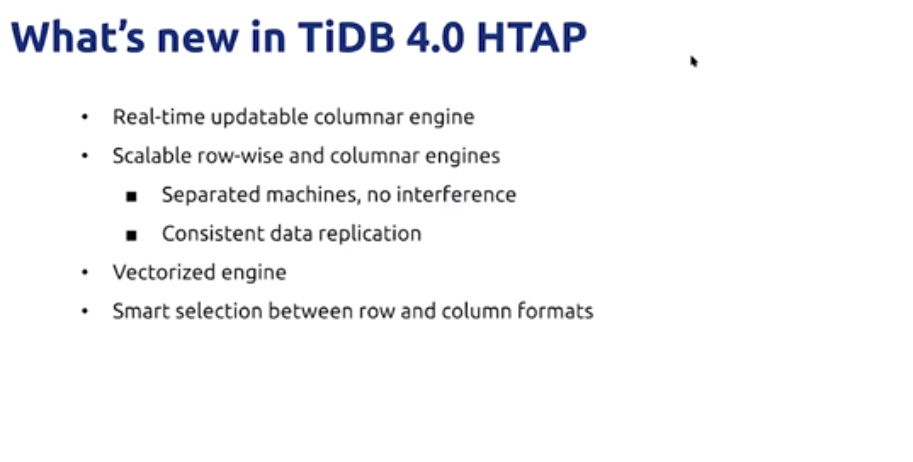 What's new in TiDB 4.0 HTAP
• Real-time updatable columnar engine
• Scalable row-wise and columnar engines
■ Separated machines, no interference
■ Consistent data replication
• Vectorized engine
• Smart selection between row and column formats